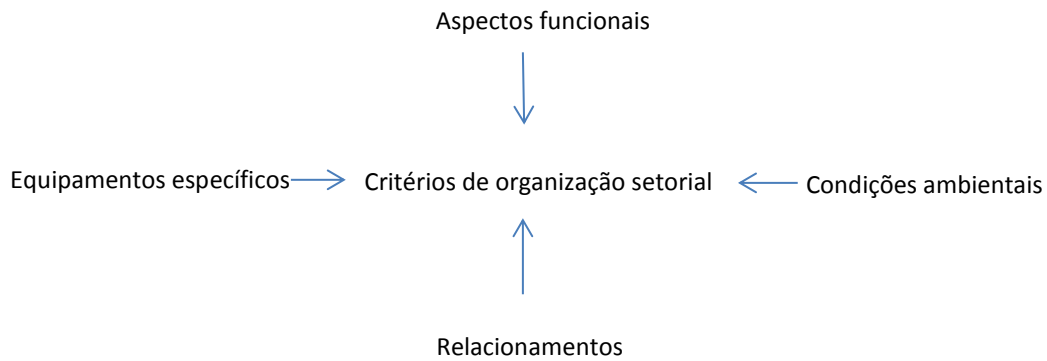 Aspectos funcionais
Equipamentos específicos
Critérios de organização setorial
Condições ambientais
Relacionamentos